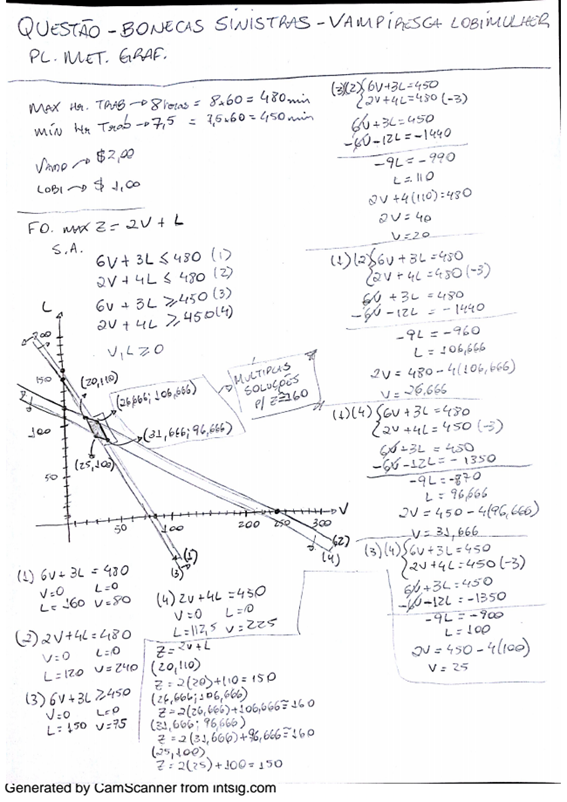 QUESTÃO - BONECAS SINISTRAS - VAMPIRESCA LOBIMULHER
PL. MET. GRAF.
MAX Hr. TRAB → 8 horas = 8x60 = 480min
mín Hr Trab → 7,5 = 7,5x60 = 450min
VAMP → $2,00
LOBI → $ 1,00
FO. MAX Z = 2V + L
S.A.
6V + 3L ≤ 480 (1)
2V + 4L ≤ 480 (2)
6V + 3L ≥ 450 (3)
2V + 4L ≥ 450 (4)
V, L ≥ 0
L
200
150
100
50
50
100
200
250
300
V
(20,110)
(26,666; 106,666)
(31,666; 96,666)
(25,100)
MULTIPLAS
SOLUÇÕES
P/ Z≅160
(1)
(3)
(2)
(4)
(1) 6V + 3L = 480
V=0 L=0
L=160 V=80
(2) 2V+4L=480
V=0 L=0
L=120 V=240
(3) 6V+3L ≥ 450
V=0 L=0
L=150 V=75
(4) 2V + 4L = 450
V=0 L=0
L=112,5 V=225
Z = 2V+L
(20,110)
Z = 2(20)+110 = 150
(26,666; 106,666)
Z = 2(26,666)+106,666 ≅ 160
(31,666; 96,666)
Z = 2(31,666)+96,666 ≅ 160
(25,100)
Z = 2(25)+100 = 150
(3)(2) 6V+3L=450
2V+4L=480 (-3)
6V+3L=450
-6V-12L=-1440
-9L=-990
L=110
2V+4(110)=480
2V=40
V=20
(1)(2) 6V+3L=480
2V+4L=480(-3)
6V+3L=480
-6V-12L=-1440
-9L=-960
L=106,666
2V=480-4(106,666)
V=26,666
(1)(4) 6V+3L=480
2V+4L=450(-3)
6V+3L=480
-6V-12L=-1350
-9L=-870
L=96,666
2V=450-4(96,666)
V=31,666
(3)(4) 6V+3L=450
2V+4L=450(-3)
6V+3L=450
-6V-12L=-1350
-9L=-900
L=100
2V=450-4(100)
V=25
Generated by CamScanner from intsig.com